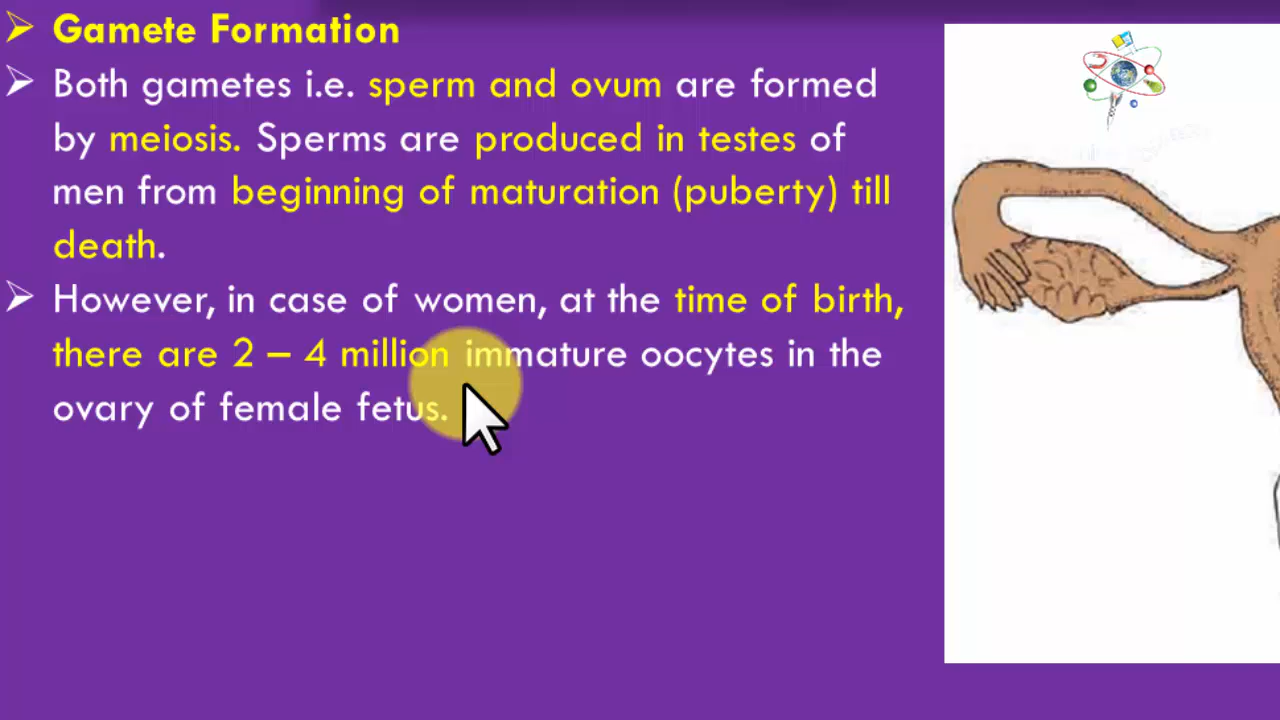 Gamete Formation
Both gametes i.e. sperm and ovum are formed
by meiosis. Sperms are produced in testes of
men from beginning of maturation (puberty) till
death.
However, in case of women, at the time of birth,
there are 2 – 4 million immature oocytes in the
ovary of female fetus.